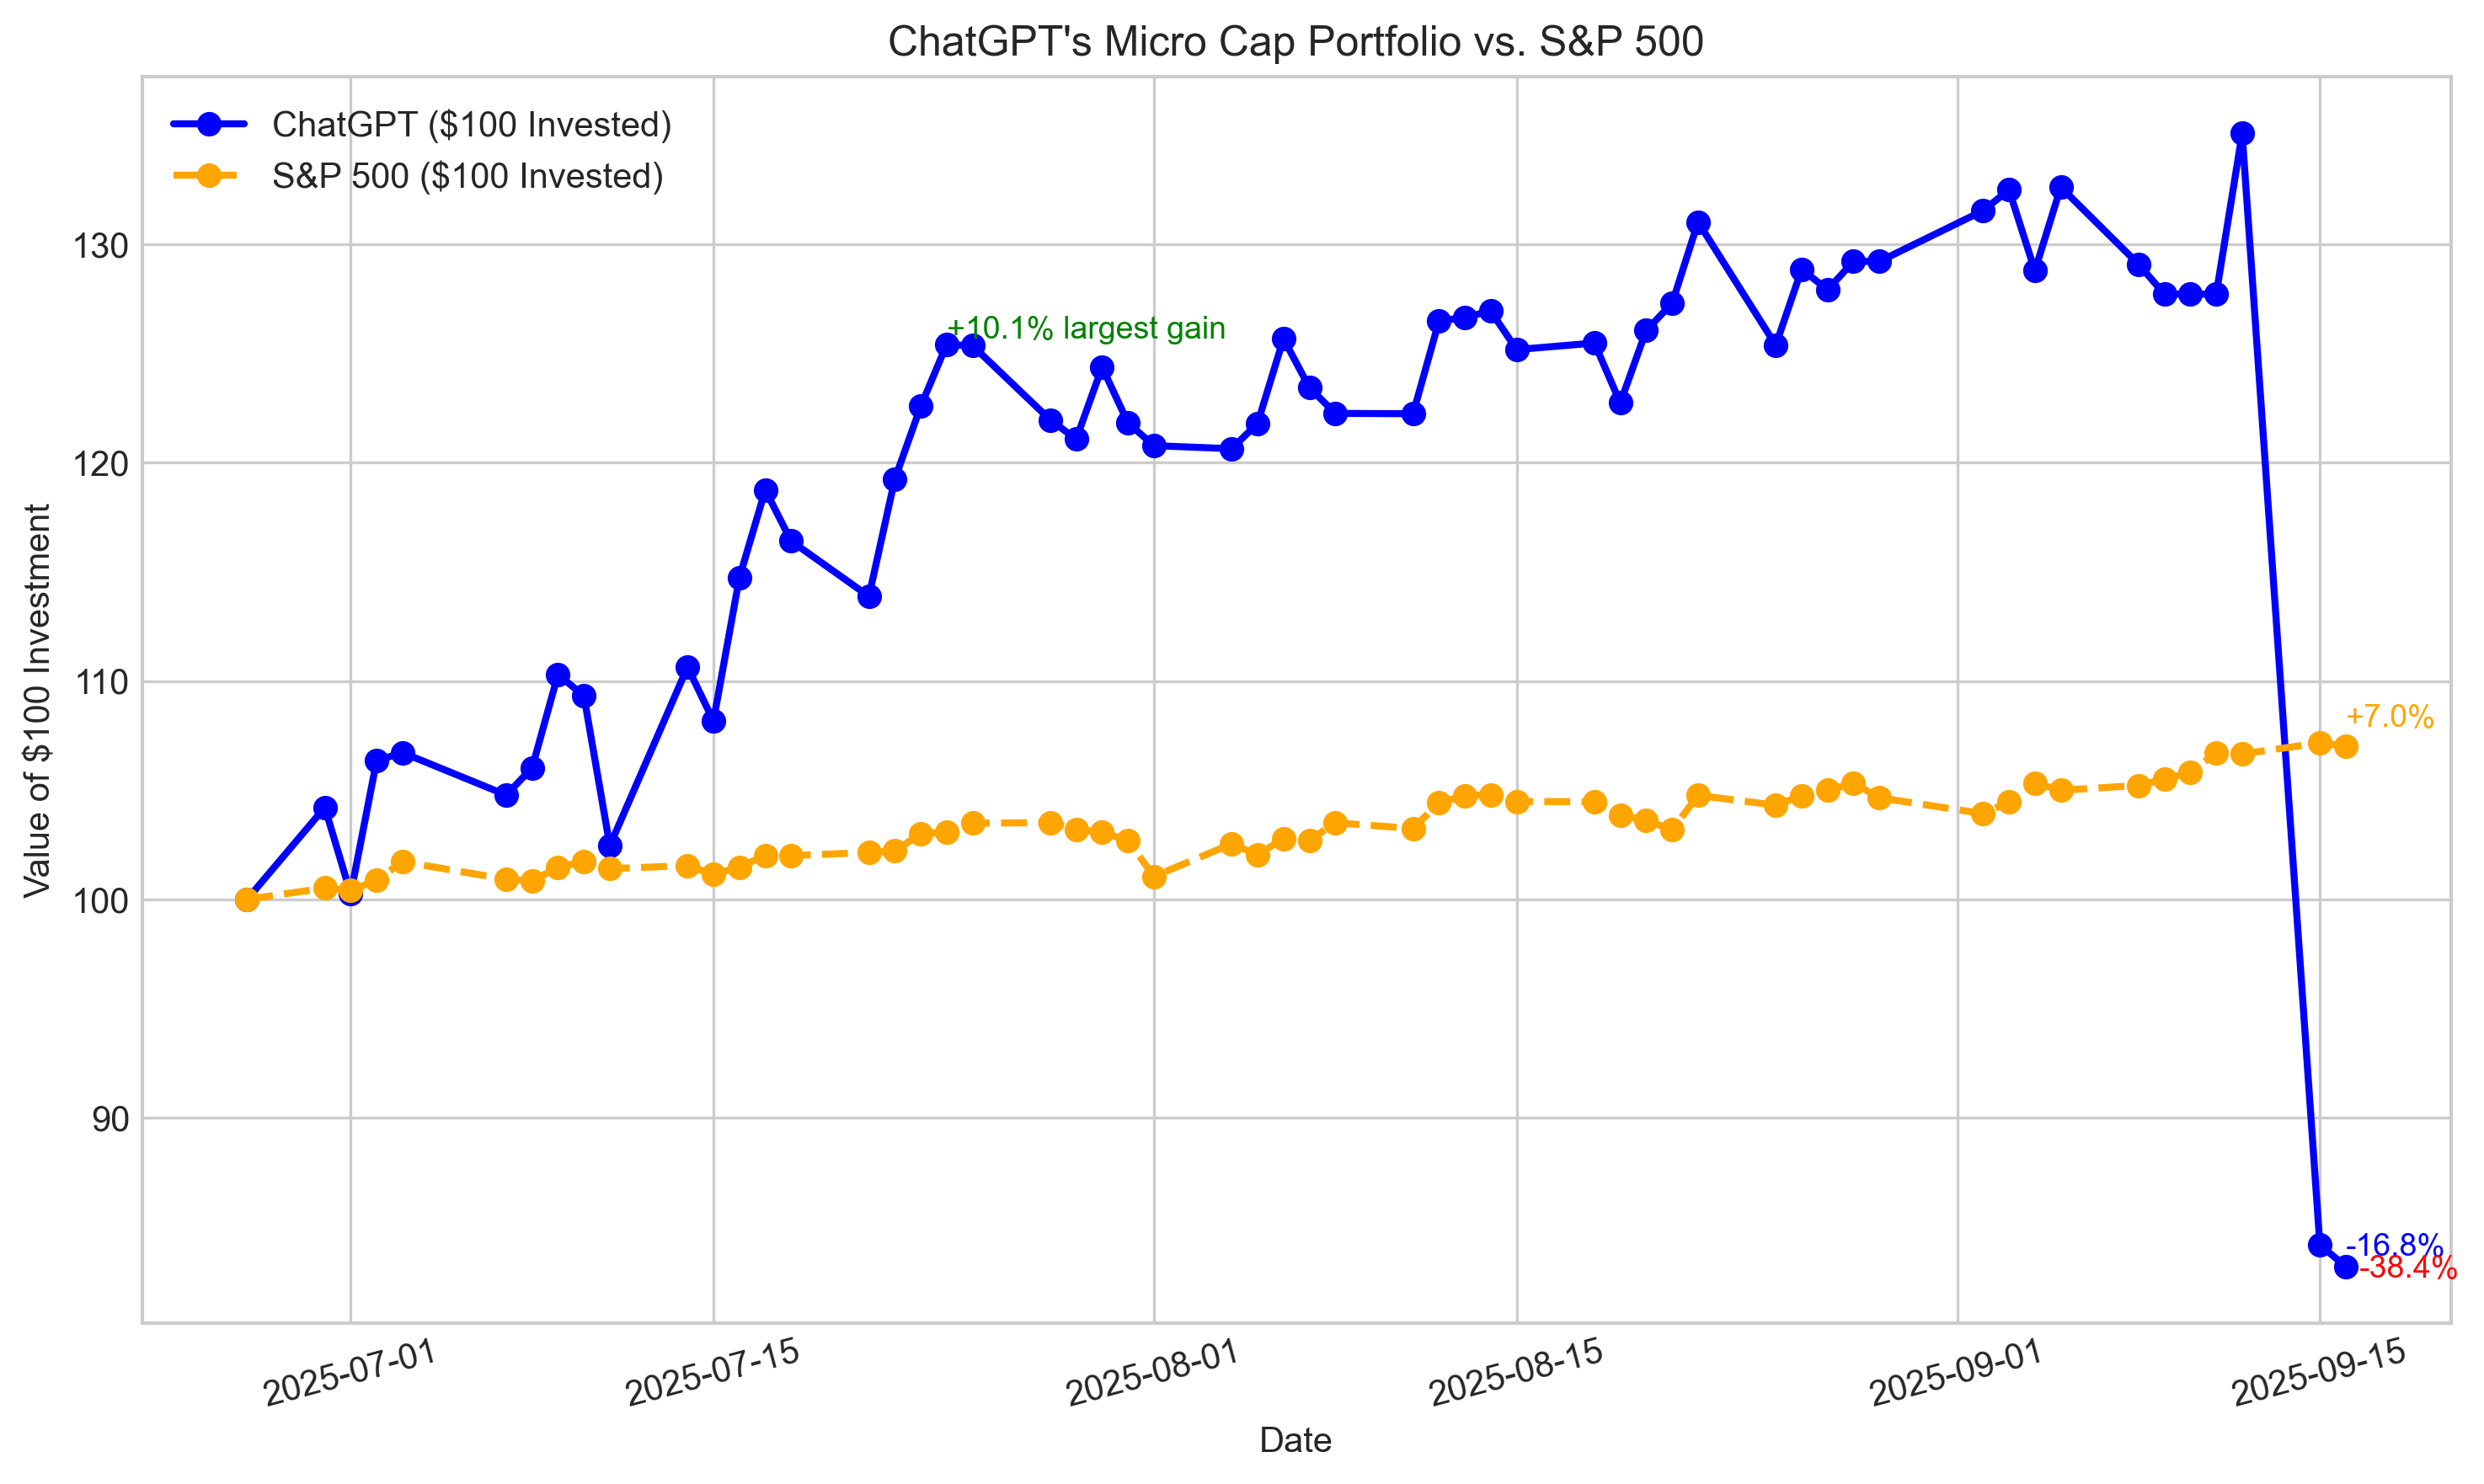 ChatGPT's Micro Cap Portfolio vs. S&P 500
ChatGPT ($100 Invested)
S&P 500 ($100 Invested)
Value of $100 Investment
130
120
110
100
90
+10.1% largest gain
+7.0%
-16.8%
-38.4%
2025-07-01
2025-07-15
2025-08-01
2025-08-15
2025-09-01
2025-09-15
Date